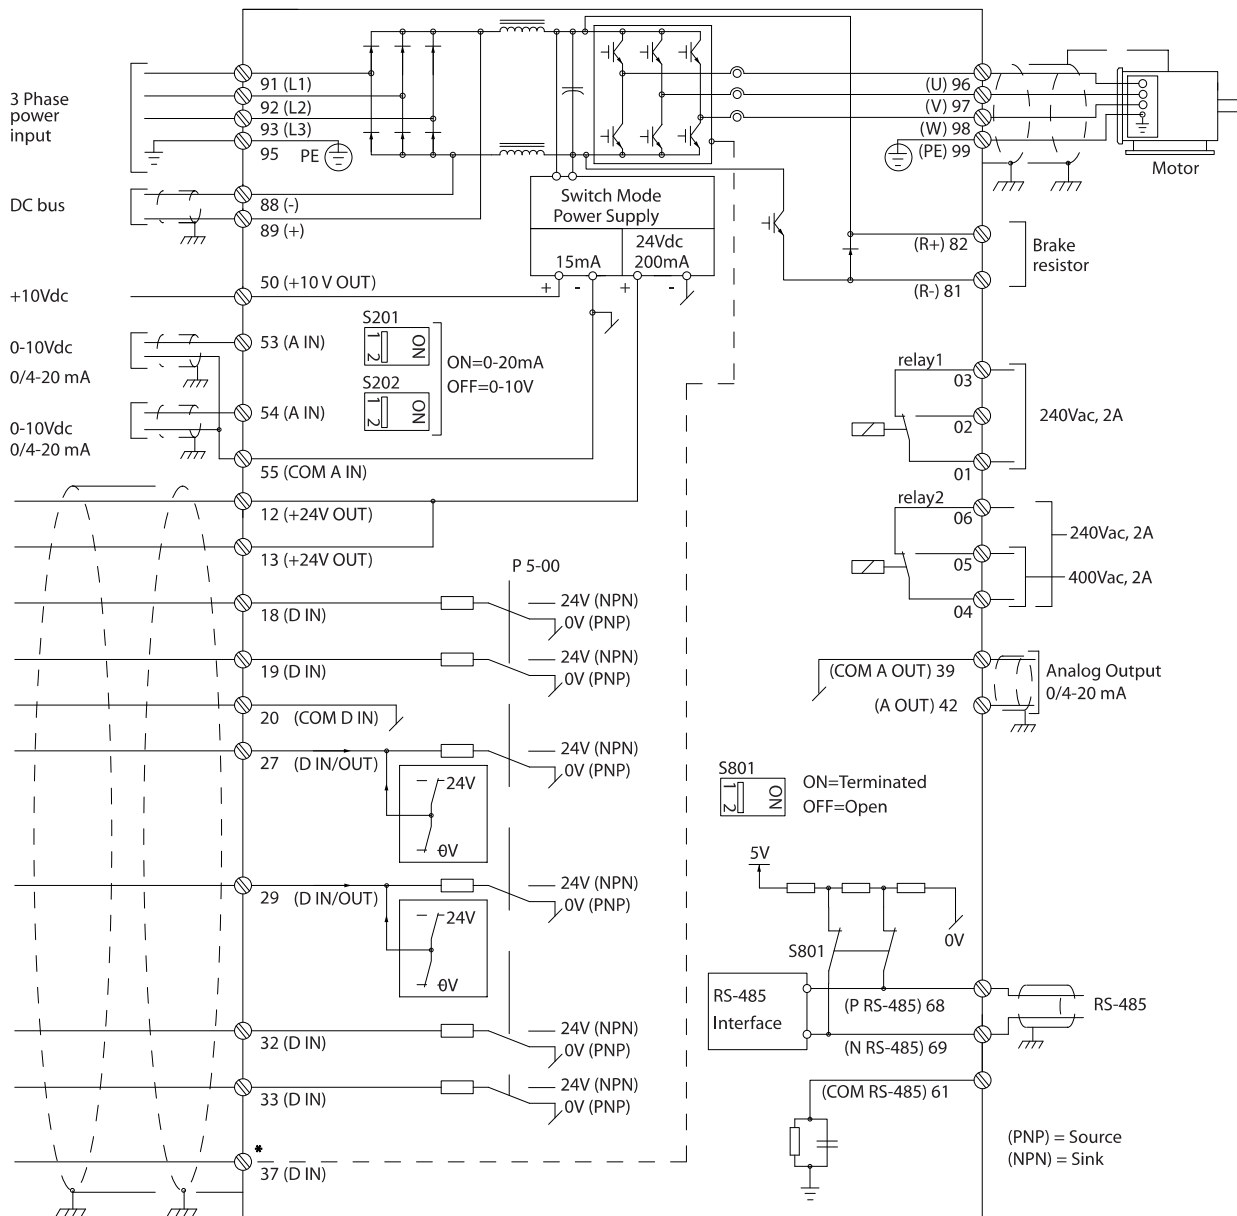 3 Phase
power
input
91 (L1)
92 (L2)
93 (L3)
95 PE
DC bus
88 (-)
89 (+)
+10Vdc
50 (+10 V OUT)
0-10Vdc
0/4-20 mA
53 (A IN)
0-10Vdc
0/4-20 mA
54 (A IN)
55 (COM A IN)
12 (+24V OUT)
13 (+24V OUT)
18 (D IN)
19 (D IN)
20 (COM D IN)
27 (D IN/OUT)
24V
0V
29 (D IN/OUT)
24V
0V
32 (D IN)
33 (D IN)
*
37 (D IN)
S201
1 2 ON
S202
1 2 ON
ON=0-20mA
OFF=0-10V
Switch Mode
Power Supply
15mA
24Vdc
200mA
+ - + -
P 5-00
24V (NPN)
0V (PNP)
24V (NPN)
0V (PNP)
24V (NPN)
0V (PNP)
24V (NPN)
0V (PNP)
24V (NPN)
0V (PNP)
24V (NPN)
0V (PNP)
(U) 96
(V) 97
(W) 98
(PE) 99
Motor
(R+) 82
(R-) 81
Brake
resistor
relay1
03
02
01
240Vac, 2A
relay2
06
05
04
240Vac, 2A
400Vac, 2A
(COM A OUT) 39
(A OUT) 42
Analog Output
0/4-20 mA
S801
1 2 ON
ON=Terminated
OFF=Open
5V
0V
S801
RS-485
Interface
(P RS-485) 68
(N RS-485) 69
RS-485
(COM RS-485) 61
(PNP) = Source
(NPN) = Sink